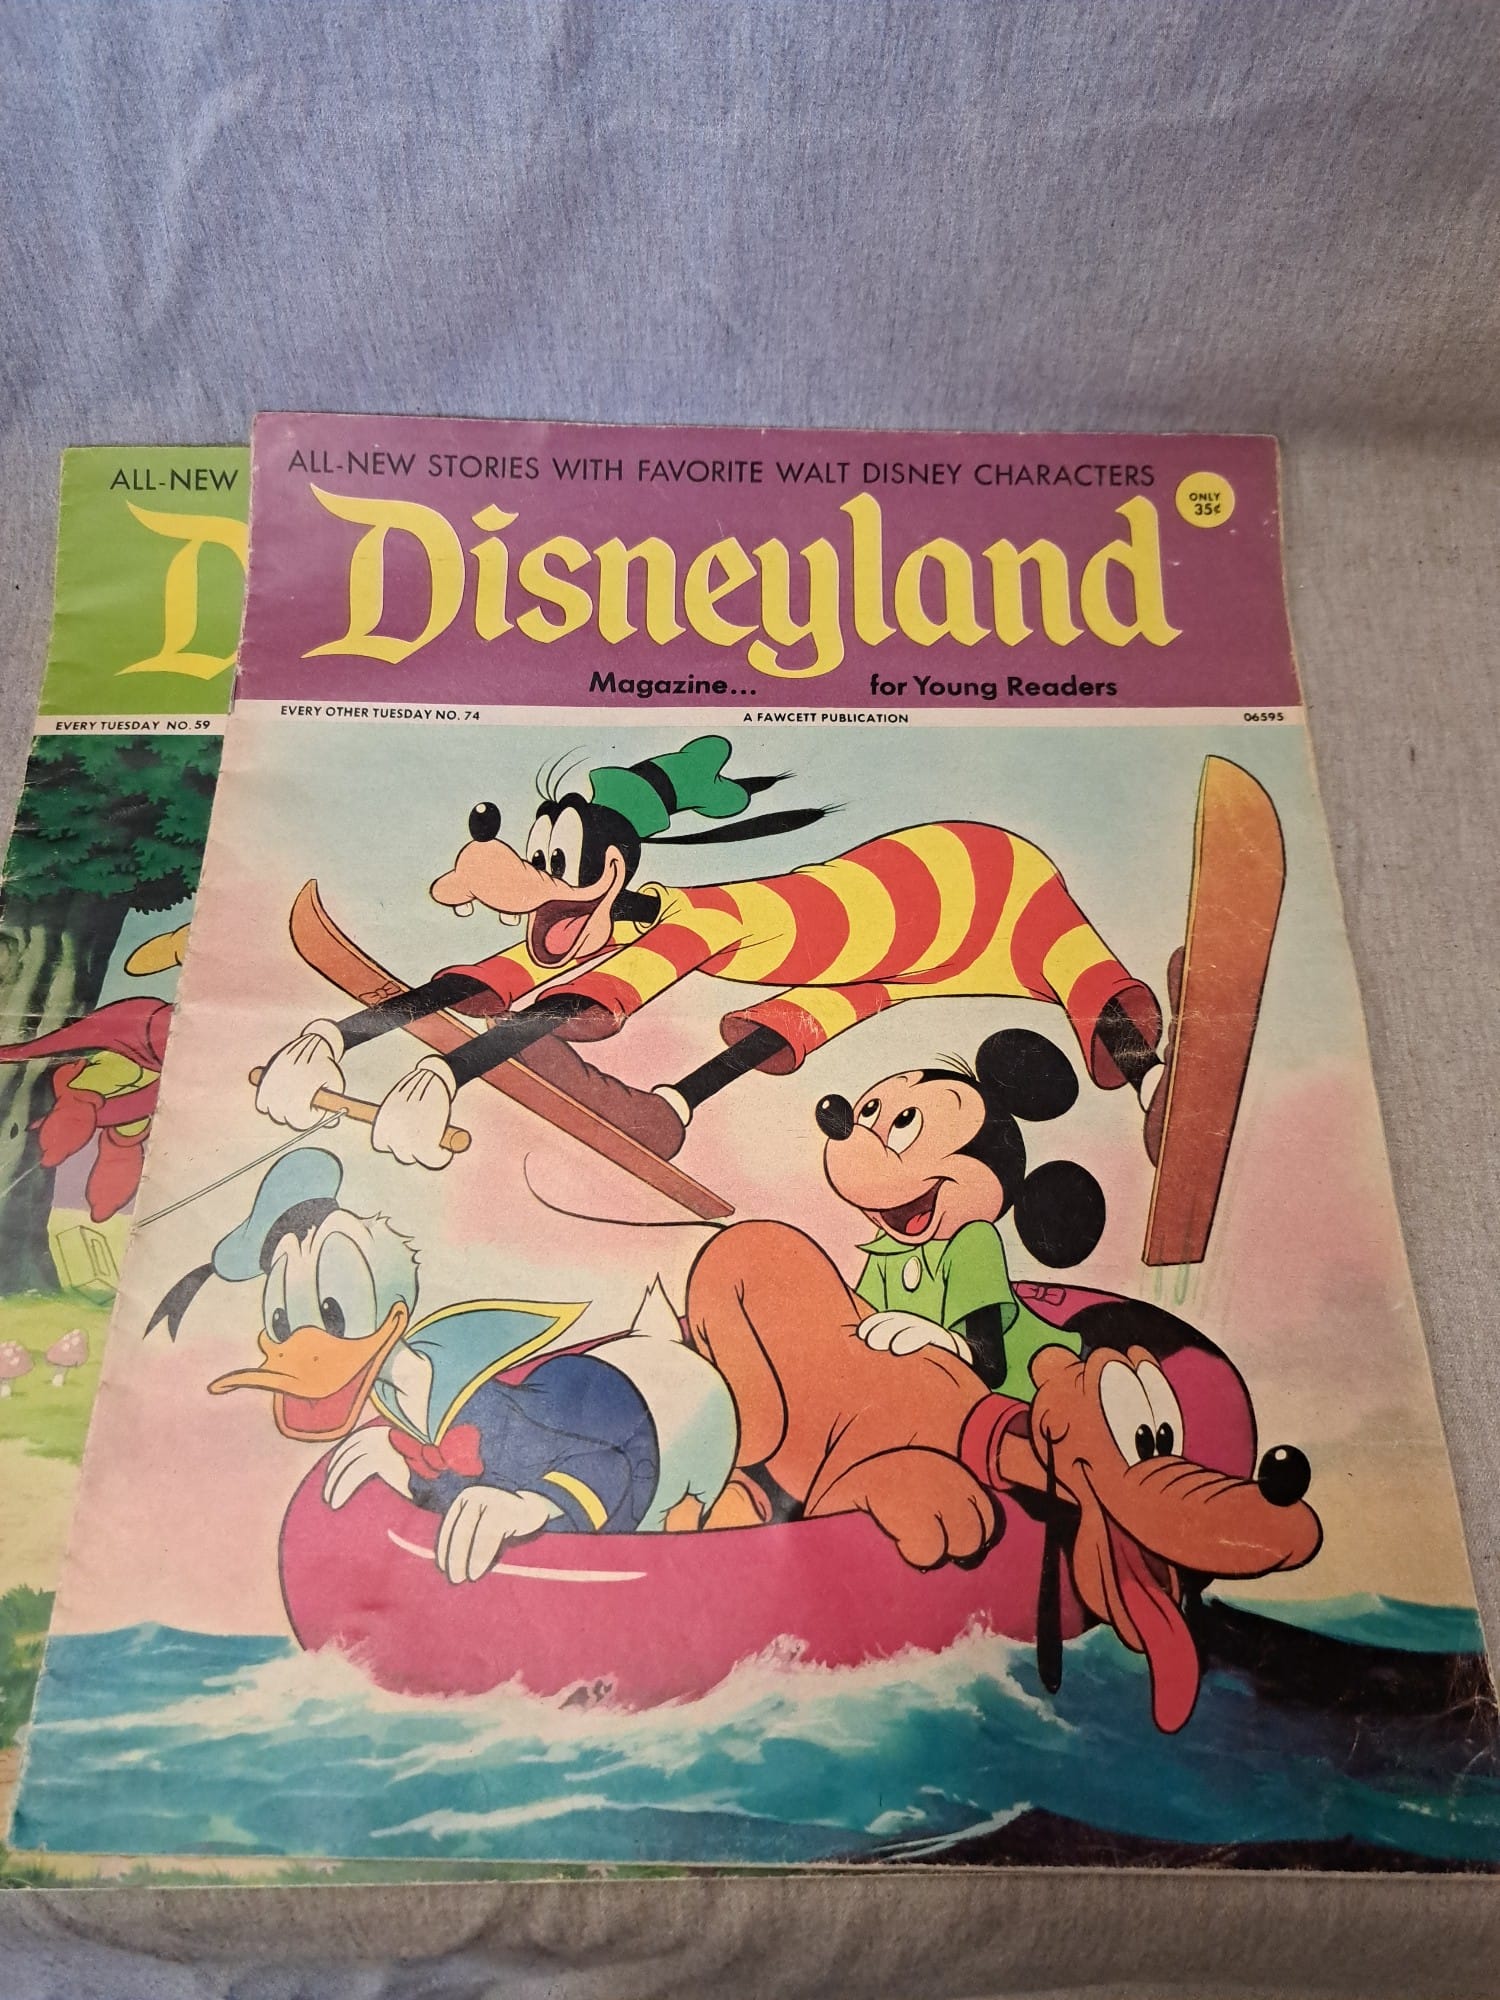 ALL-NEW STORIES WITH FAVORITE WALT DISNEY CHARACTERS
ONLY
35¢
Disneyland
Magazine... for Young Readers
EVERY OTHER TUESDAY NO. 74 A FAWCETT PUBLICATION 06595
ALL-NEW
D
EVERY TUESDAY NO. 59